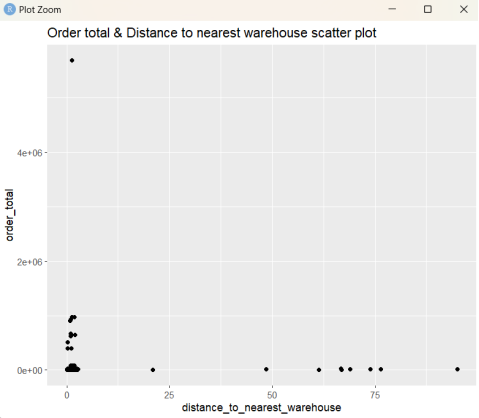 R Plot Zoom
Order total & Distance to nearest warehouse scatter plot
order_total
4e+06
2e+06
0e+00
0 25 50 75
distance_to_nearest_warehouse